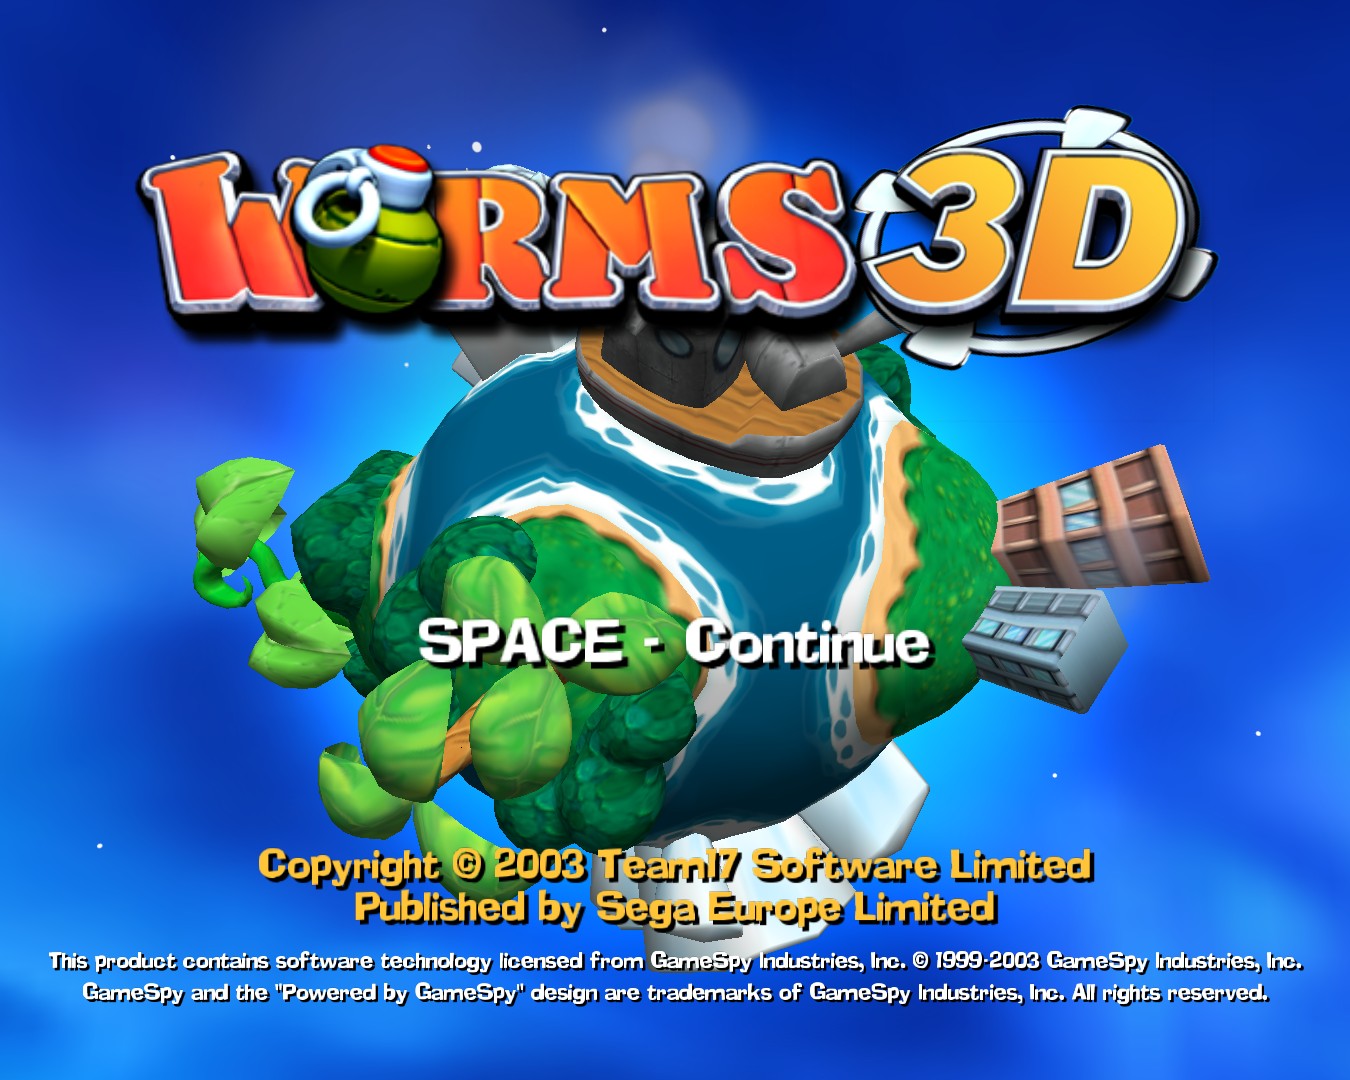 WORMS 3D
SPACE - Continue
Copyright © 2003 Team17 Software Limited
Published by Sega Europe Limited
This product contains software technology licensed from GameSpy Industries, Inc. © 1999-2003 GameSpy Industries, Inc.
GameSpy and the "Powered by GameSpy" design are trademarks of GameSpy Industries, Inc. All rights reserved.